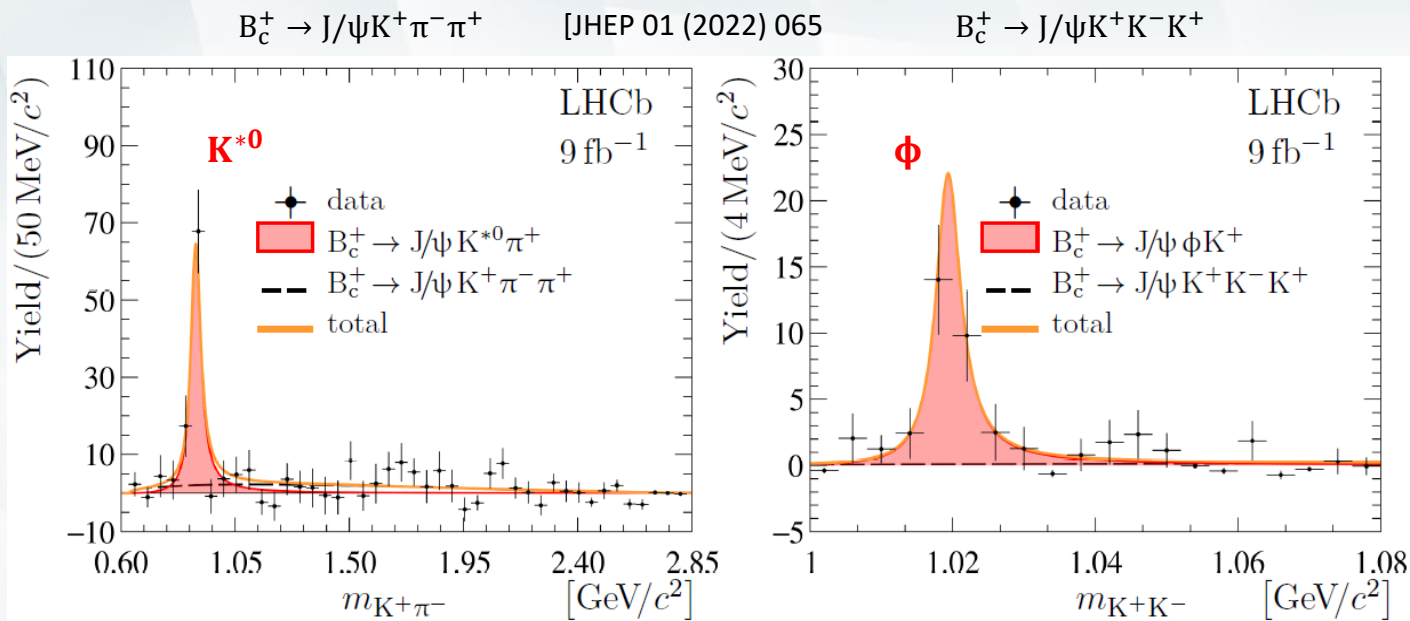 B_c^+ → J/ψK^+π^−π^+ [JHEP 01 (2022) 065 B_c^+ → J/ψK^+K^−K^+
Yield/(50 MeV/c^2)
110
90
70
50
30
10
−10
LHCb
9 fb^−1
K^*0
data
B_c^+ → J/ψ K^*0 π^+
B_c^+ → J/ψ K^+ π^− π^+
total
0.60 1.05 1.50 1.95 2.40 2.85
m_K^+π^− [GeV/c^2]
Yield/(4 MeV/c^2)
30
25
20
15
10
5
0
−5
LHCb
9 fb^−1
ϕ
data
B_c^+ → J/ψ ϕK^+
B_c^+ → J/ψ K^+ K^− K^+
total
1 1.02 1.04 1.06 1.08
m_K^+K^− [GeV/c^2]